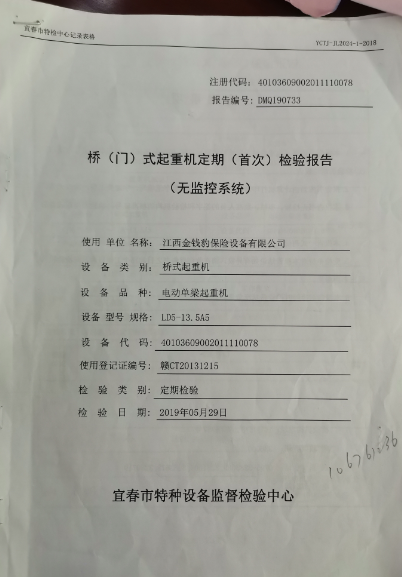 宜春市特检中心记录表格
YCTJ-JL2024-1-2018
注册代码：40103609002011110078
报告编号：DMQ190733
桥（门）式起重机定期（首次）检验报告
（无监控系统）
使用 单位 名称：江西金钱豹保险设备有限公司
设 备 类 别：桥式起重机
设 备 品 种：电动单梁起重机
设备 型号 规格：LD5-13.5A5
设 备 代 码：40103609002011110078
使用登记证编号：赣CT20131215
检 验 类 别：定期检验
检 验 日 期：2019年05月29日
宜春市特种设备监督检验中心